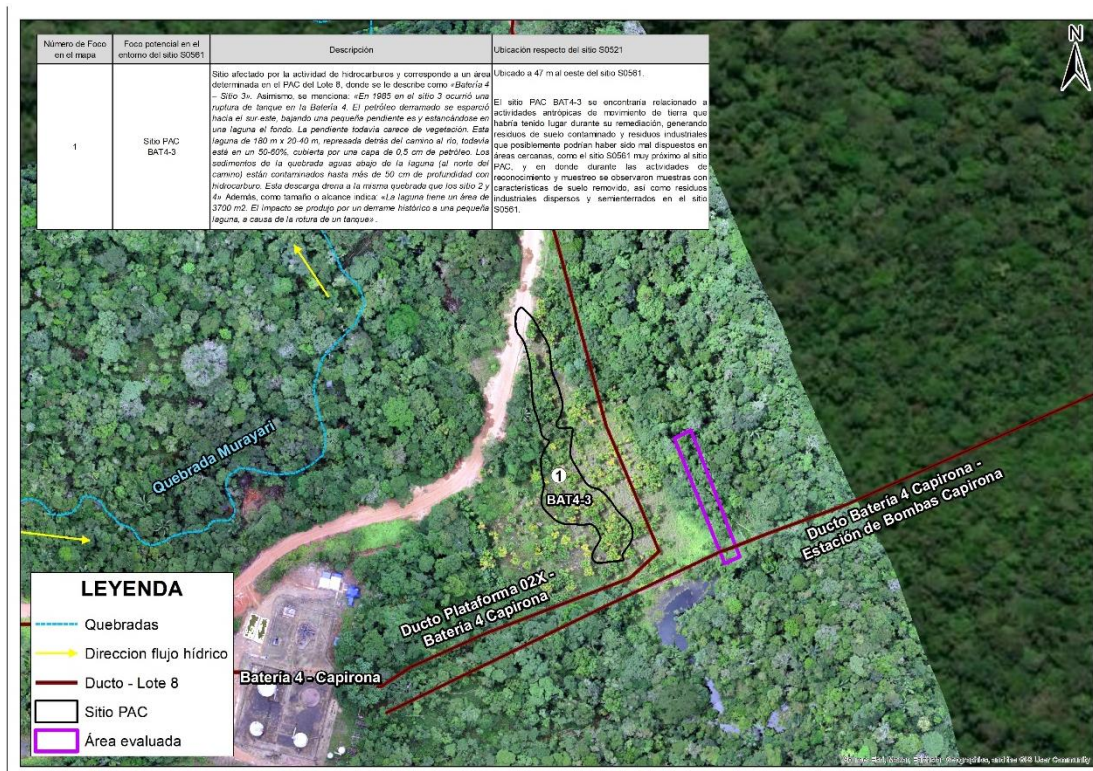 N
Número de Foco
en el mapa
Foco potencial en el
entorno del sitio S0561
Descripción
Ubicación respecto del sitio S0521
1
Sitio PAC
BAT4-3
Sitio afectado por la actividad de hidrocarburos y corresponde a un área
determinada en el PAC del Lote 8, donde se le describe como «Batería 4
– Sitio 3». Asimismo, se menciona: «En 1985 en el sitio 3 ocurrió una
ruptura de tanque en la Batería 4. El petróleo derramado se esparció
hacia el sur-este, bajando una pequeña pendiente es y estancándose en
una laguna el fondo. La pendiente todavía carece de vegetación. Esta
laguna de 180 m x 20-40 m, represada detrás del camino al río, todavía
está en un 50-60%, cubierta por una capa de 0,5 cm de petróleo. Los
sedimentos de la quebrada aguas abajo de la laguna (al norte del
camino) están contaminados hasta más de 50 cm de profundidad con
hidrocarburo. Esta descarga drena a la misma quebrada que los sitio 2 y
4» Además, como tamaño o alcance indica: «La laguna tiene un área de
3700 m2. El impacto se produjo por un derrame histórico a una pequeña
laguna, a causa de la rotura de un tanque» .
Ubicado a 47 m al oeste del sitio S0561.
El sitio PAC BAT4-3 se encontraría relacionado a
actividades antrópicas de movimiento de tierra que
habría tenido lugar durante su remediación, generando
residuos de suelo contaminado y residuos industriales
que posiblemente podrían haber sido mal dispuestos en
áreas cercanas, como el sitio S0561 muy próximo al sitio
PAC, y en donde durante las actividades de
reconocimiento y muestreo se observaron muestras con
características de suelo removido, así como residuos
industriales dispersos y semienterrados en el sitio
S0561.
Quebrada Murayari
1
BAT4-3
Ducto Batería 4 Capirona -
Estación de Bombas Capirona
Ducto Plataforma 02X -
Batería 4 Capirona
Batería 4 - Capirona
LEYENDA
Quebradas
Direccion flujo hídrico
Ducto - Lote 8
Sitio PAC
Área evaluada